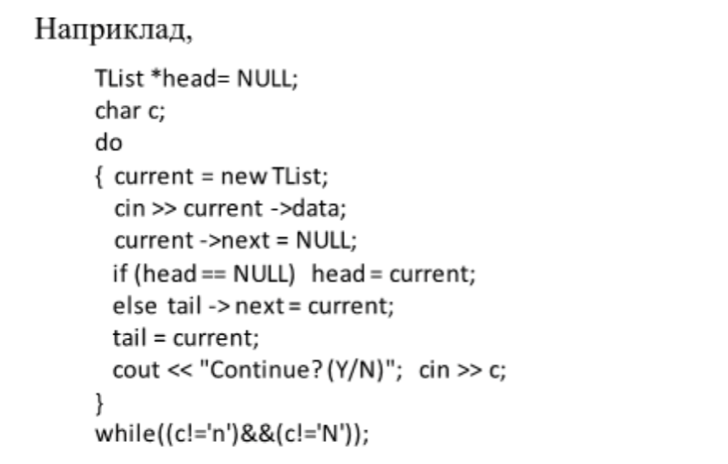 Наприклад,
TList *head= NULL;
char c;
do
{ current = new TList;
cin >> current ->data;
current ->next = NULL;
if (head == NULL) head = current;
else tail -> next = current;
tail = current;
cout << "Continue? (Y/N)"; cin >> c;
}
while((c!='n')&&(c!='N'));